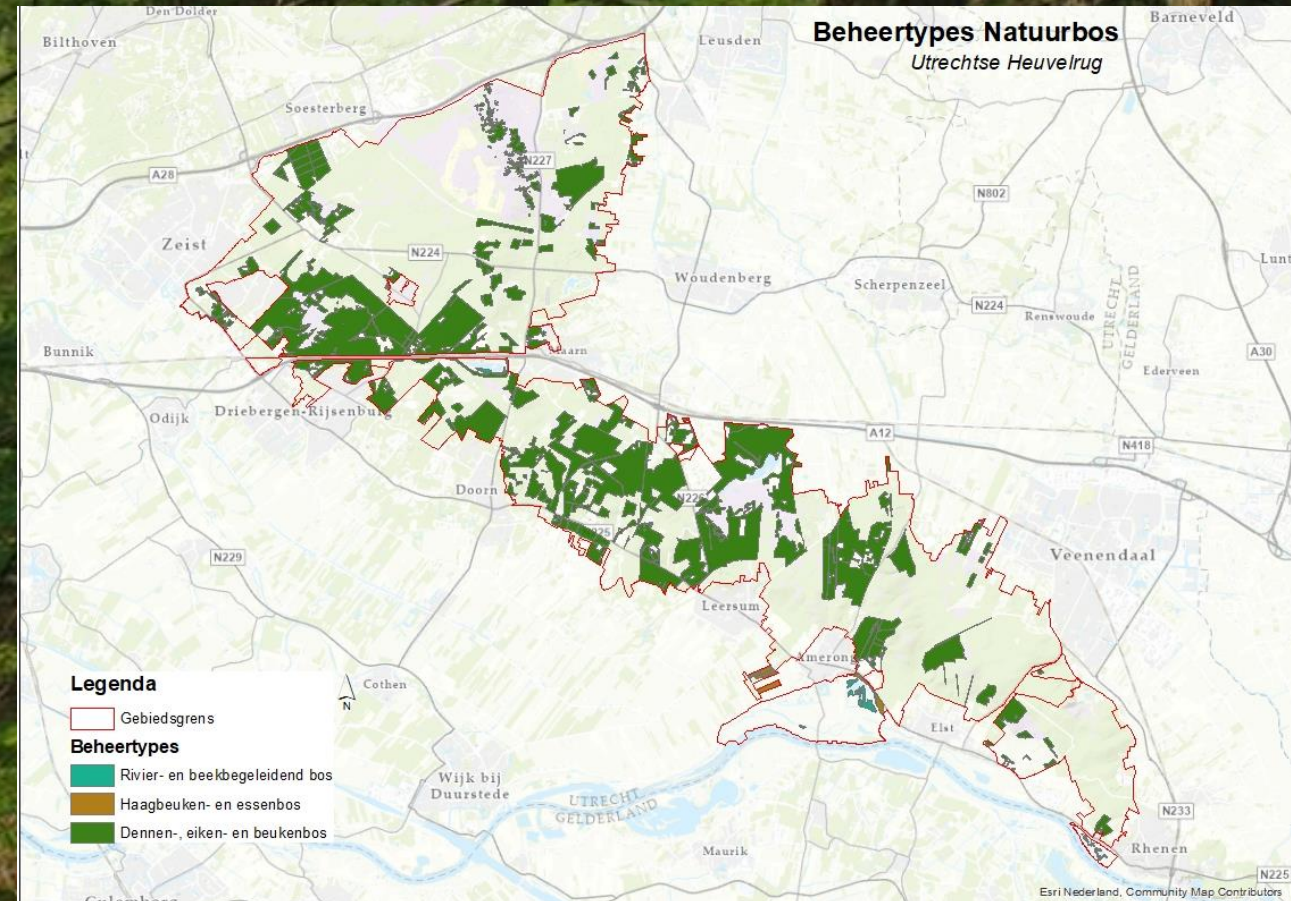 Beheertypes Natuurbos
Utrechtse Heuvelrug
Den Dolder
Bilthoven
Leusden
Barneveld
Soesterberg
A28
N227
N802
Zeist
N224
Woudenberg
Scherpenzeel
Lunt
N224
Renswoude
UTRECHT
GELDERLAND
Bunnik
Maarn
A30
Ederveen
Odijk
Driebergen-Rijsenburg
A12
N418
Doorn
N226
N225
N229
Veenendaal
Leersum
Amerongen
Cothen
Elst
Legenda
Gebiedsgrens
Beheertypes
Rivier- en beekbegeleidend bos
Haagbeuken- en essenbos
Dennen-, eiken- en beukenbos
N
Wijk bij
Duurstede
UTRECHT
GELDERLAND
N233
Maurik
Rhenen
N225
Esri Nederland, Community Map Contributors